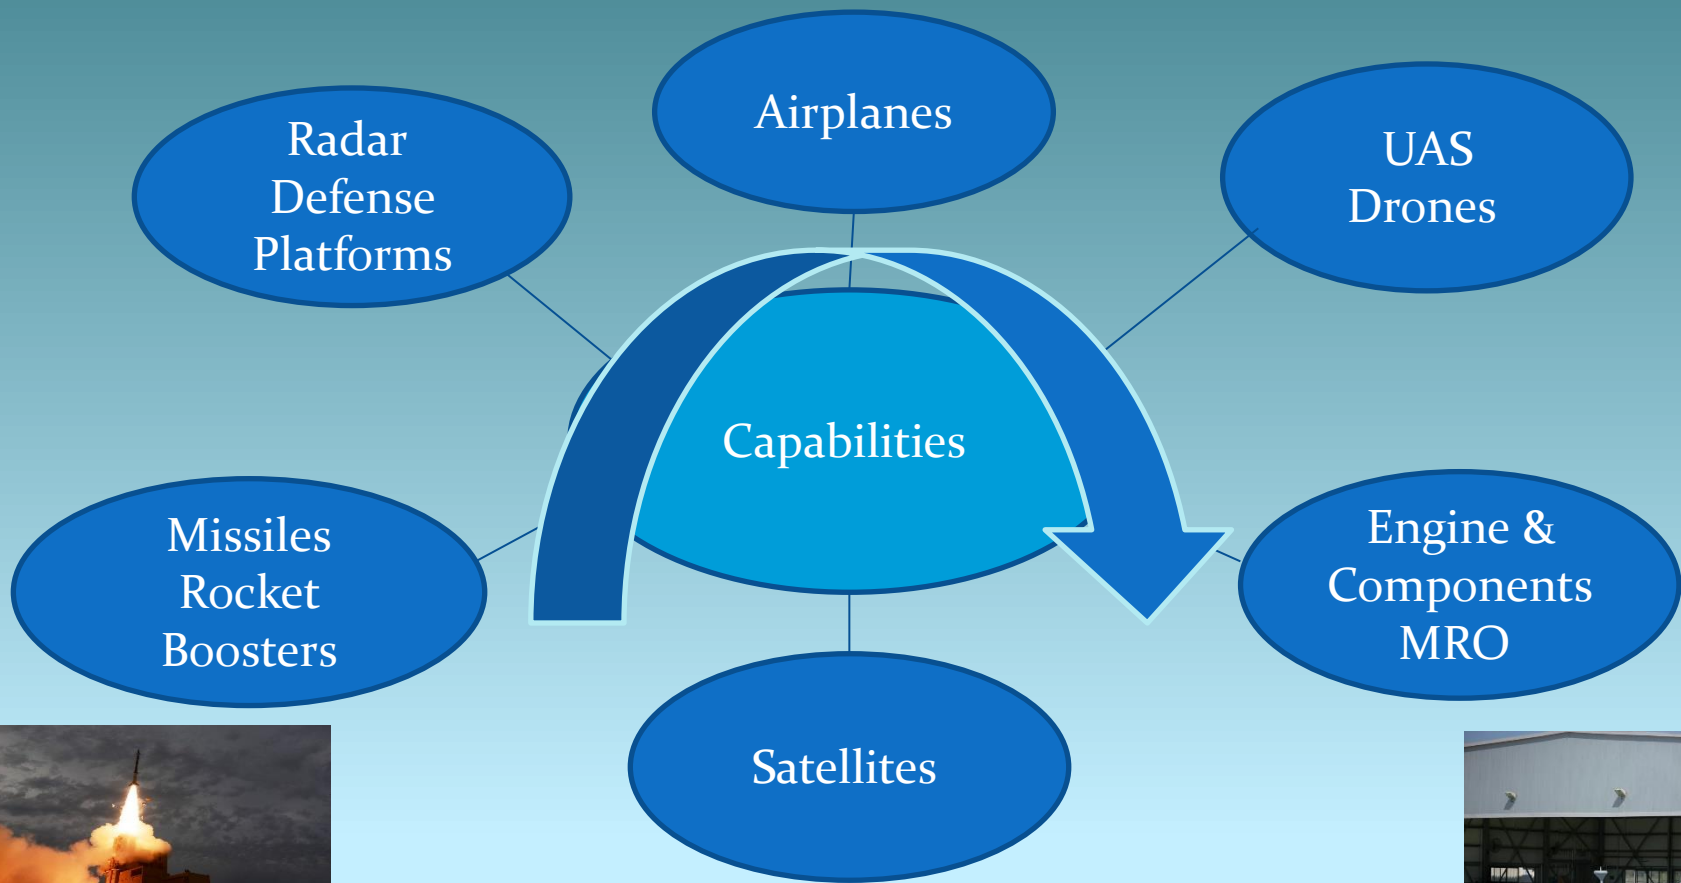 Airplanes
Radar
Defense
Platforms
UAS
Drones
Capabilities
Missiles
Rocket
Boosters
Engine &
Components
MRO
Satellites